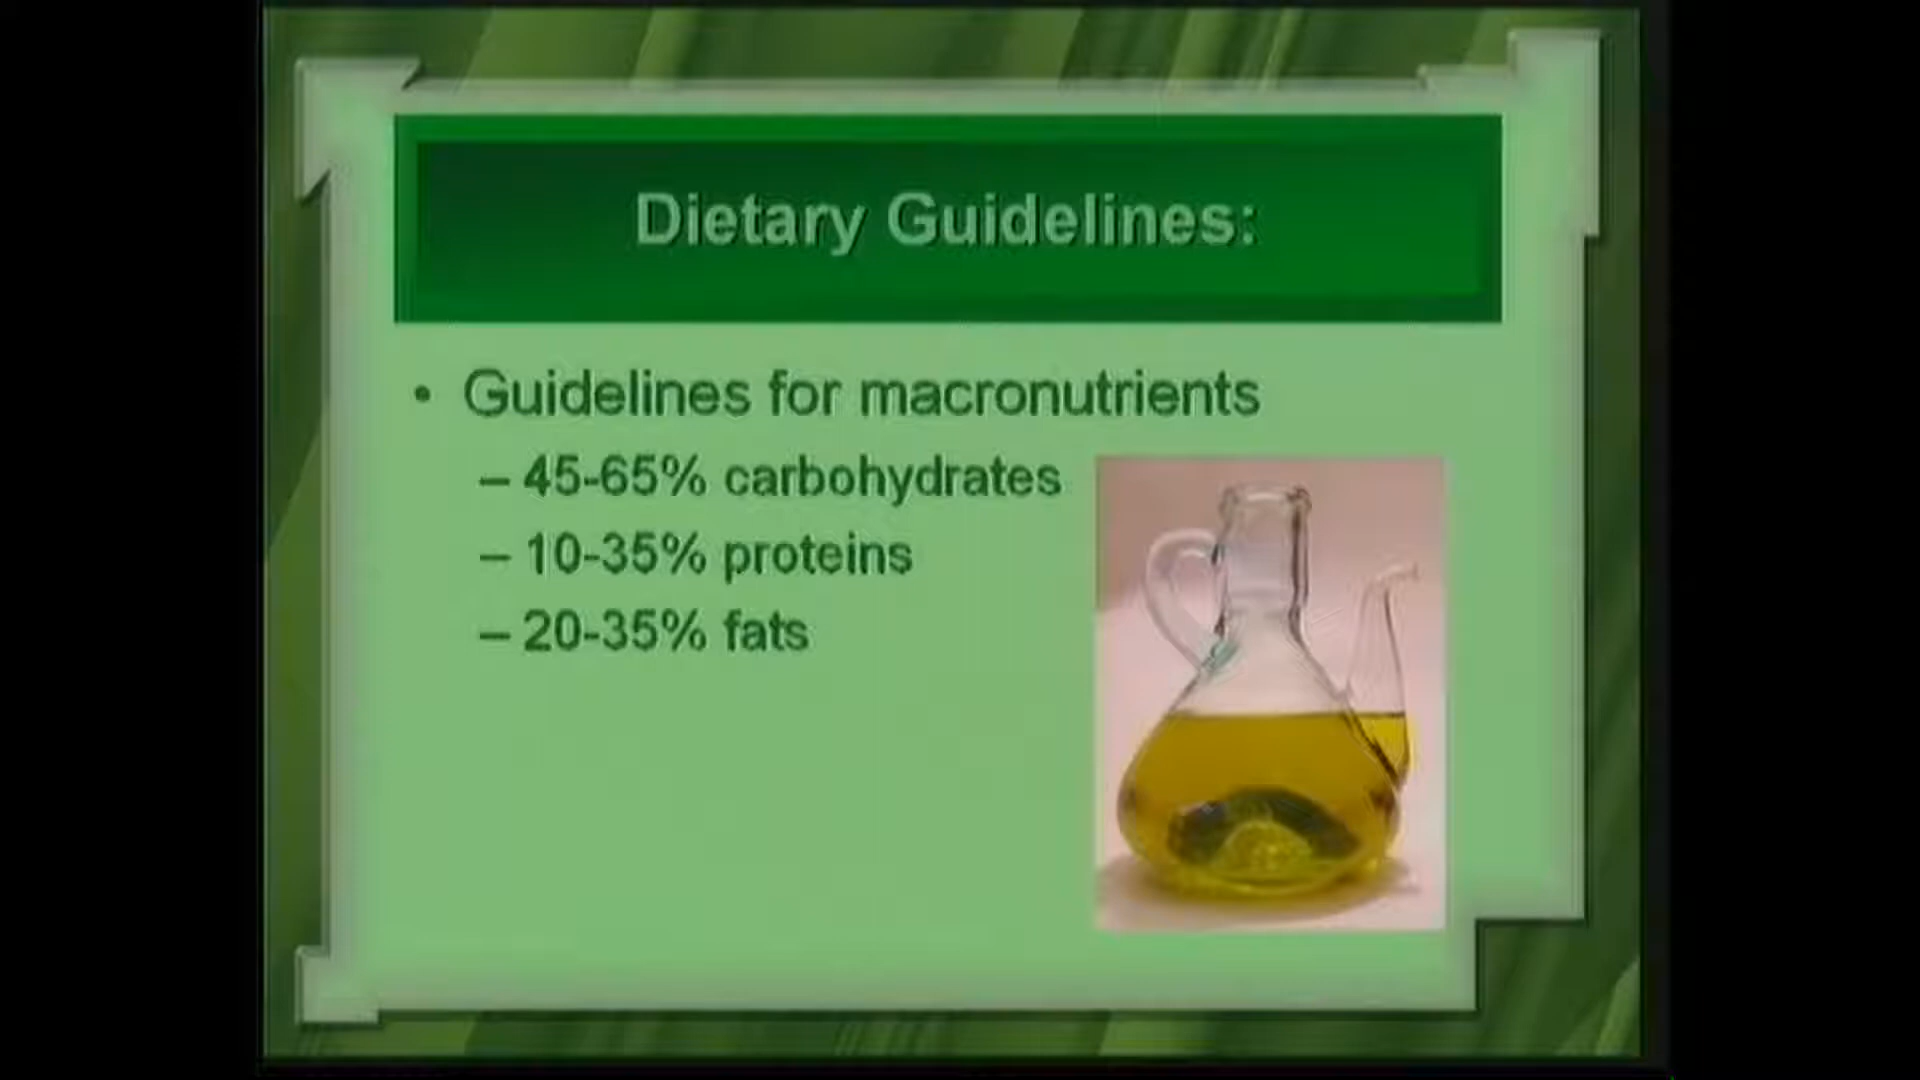 Dietary Guidelines:
• Guidelines for macronutrients
– 45-65% carbohydrates
– 10-35% proteins
– 20-35% fats